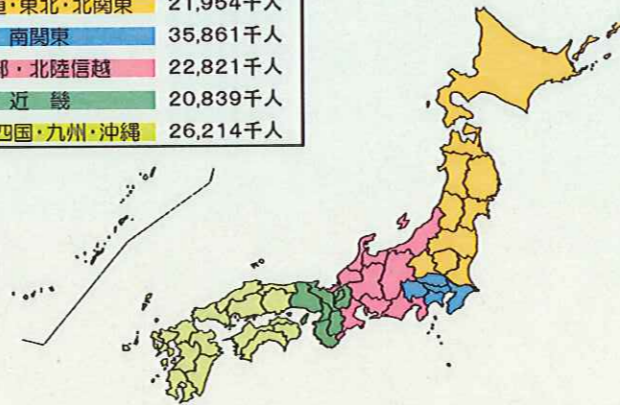 ・東北・北関東 21,954千人
南関東 35,861千人
・北陸信越 22,821千人
近畿 20,839千人
四国・九州・沖縄 26,214千人